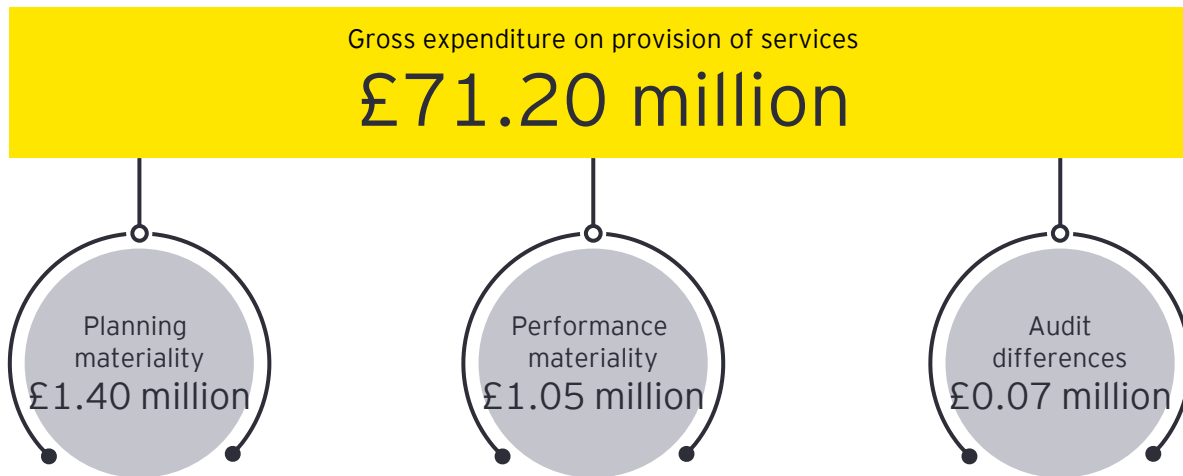 Gross expenditure on provision of services
£71.20 million
Planning
materiality
£1.40 million
Performance
materiality
£1.05 million
Audit
differences
£0.07 million